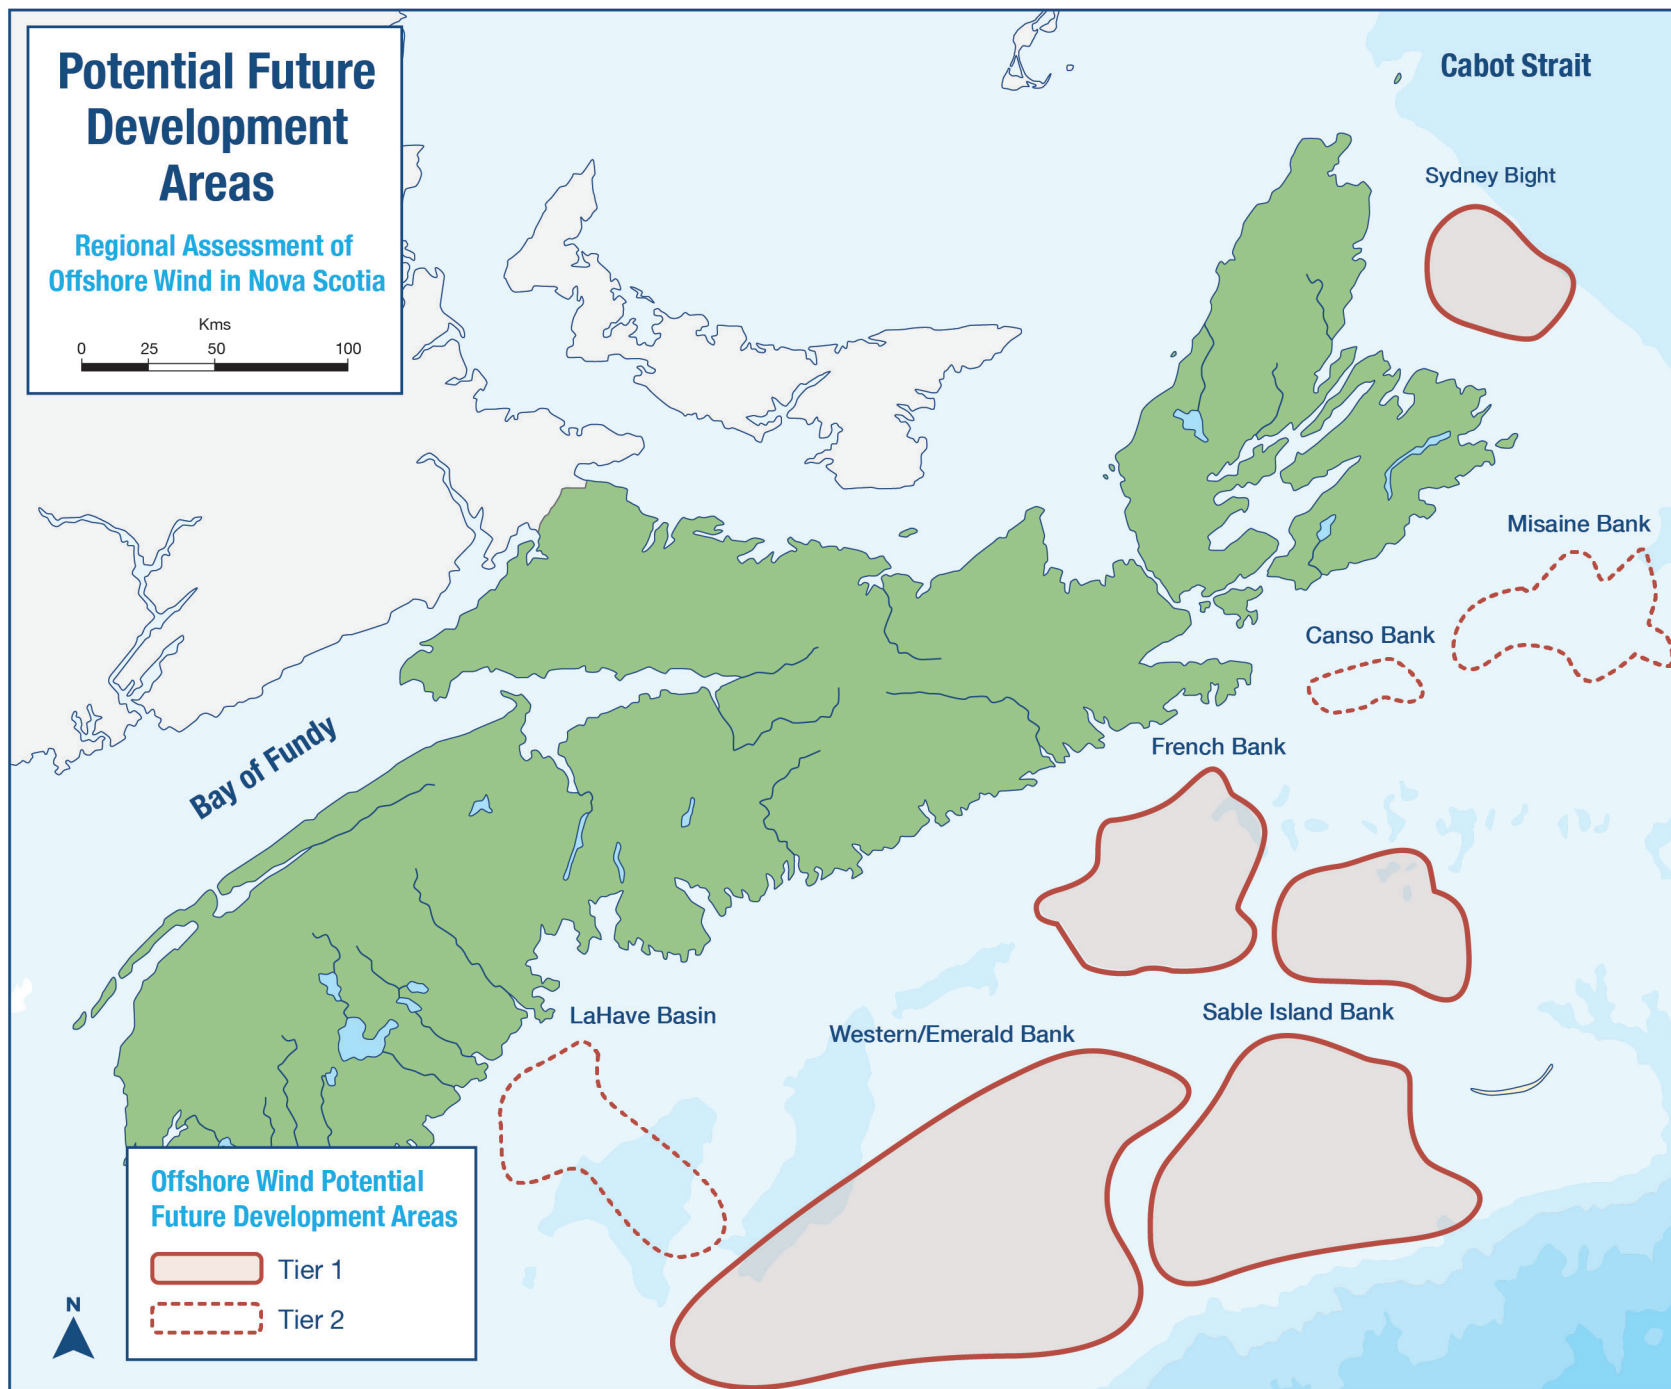 Potential Future
Development
Areas
Regional Assessment of
Offshore Wind in Nova Scotia
Kms
0 25 50 100
Cabot Strait
Sydney Bight
Misaine Bank
Canso Bank
French Bank
Bay of Fundy
Sable Island Bank
LaHave Basin
Western/Emerald Bank
Offshore Wind Potential
Future Development Areas
Tier 1
Tier 2
N